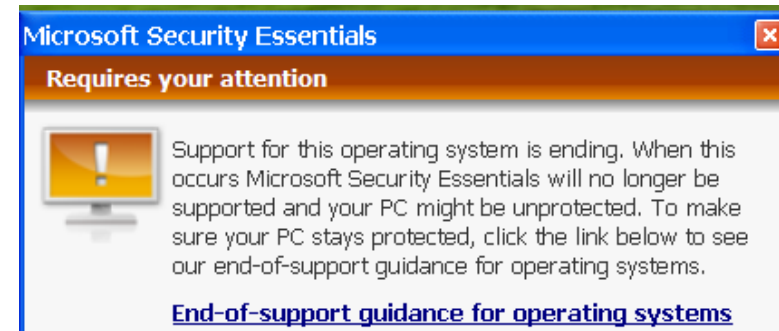 Microsoft Security Essentials
Requires your attention
Support for this operating system is ending. When this
occurs Microsoft Security Essentials will no longer be
supported and your PC might be unprotected. To make
sure your PC stays protected, click the link below to see
our end-of-support guidance for operating systems.
End-of-support guidance for operating systems